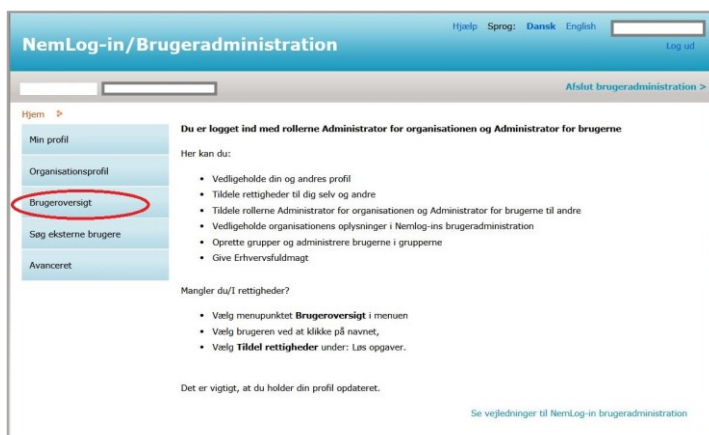 Hjælp Sprog: Dansk English
NemLog-in/Brugeradministration
Log ud
Afslut brugeradministration >
Hjem
Min profil
Organisationsprofil
Brugeroversigt
Søg eksterne brugere
Avanceret
Du er logget ind med rollerne Administrator for organisationen og Administrator for brugerne
Her kan du:
• Vedligeholde din og andres profil
• Tildele rettigheder til dig selv og andre
• Tildele rollerne Administrator for organisationen og Administrator for brugerne til andre
• Vedligeholde organisationens oplysninger i Nemlog-ins brugeradministration
• Oprette grupper og administrere brugerne i grupperne
• Give Erhvervsfuldmagt
Mangler du/I rettigheder?
• Vælg menupunktet Brugeroversigt i menuen
• Vælg brugeren ved at klikke på navnet,
• Vælg Tildel rettigheder under: Løs opgaver.
Det er vigtigt, at du holder din profil opdateret.
Se vejledninger til NemLog-in brugeradministration